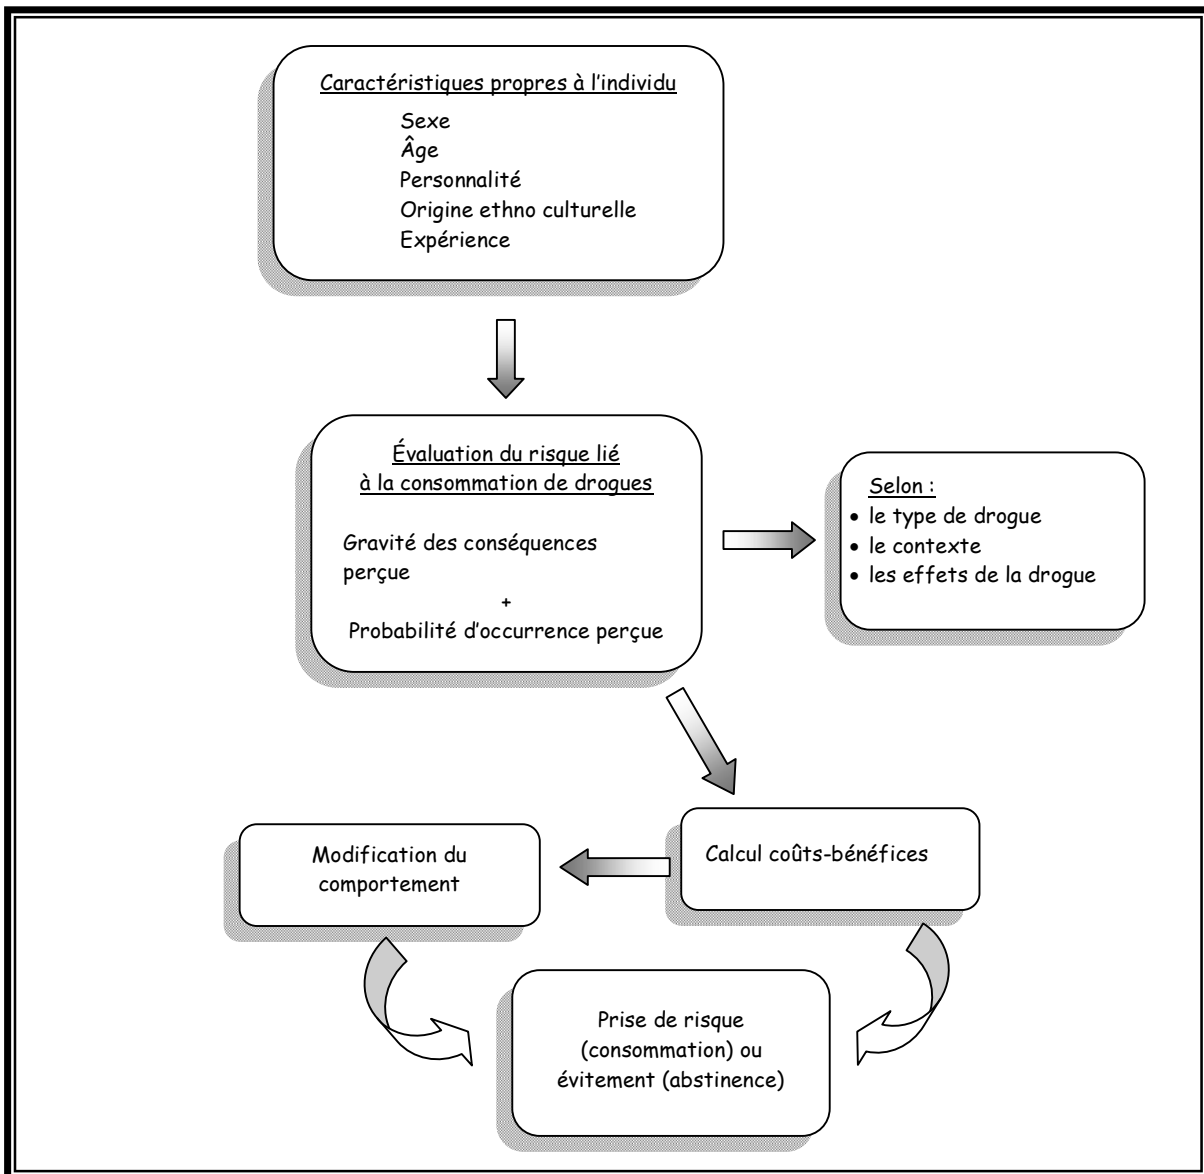 Caractéristiques propres à l'individu
Sexe
Âge
Personnalité
Origine ethno culturelle
Expérience
Évaluation du risque lié
à la consommation de drogues
Gravité des conséquences
perçue
+
Probabilité d'occurrence perçue
Selon :
• le type de drogue
• le contexte
• les effets de la drogue
Calcul coûts-bénéfices
Modification du
comportement
Prise de risque
(consommation) ou
évitement (abstinence)